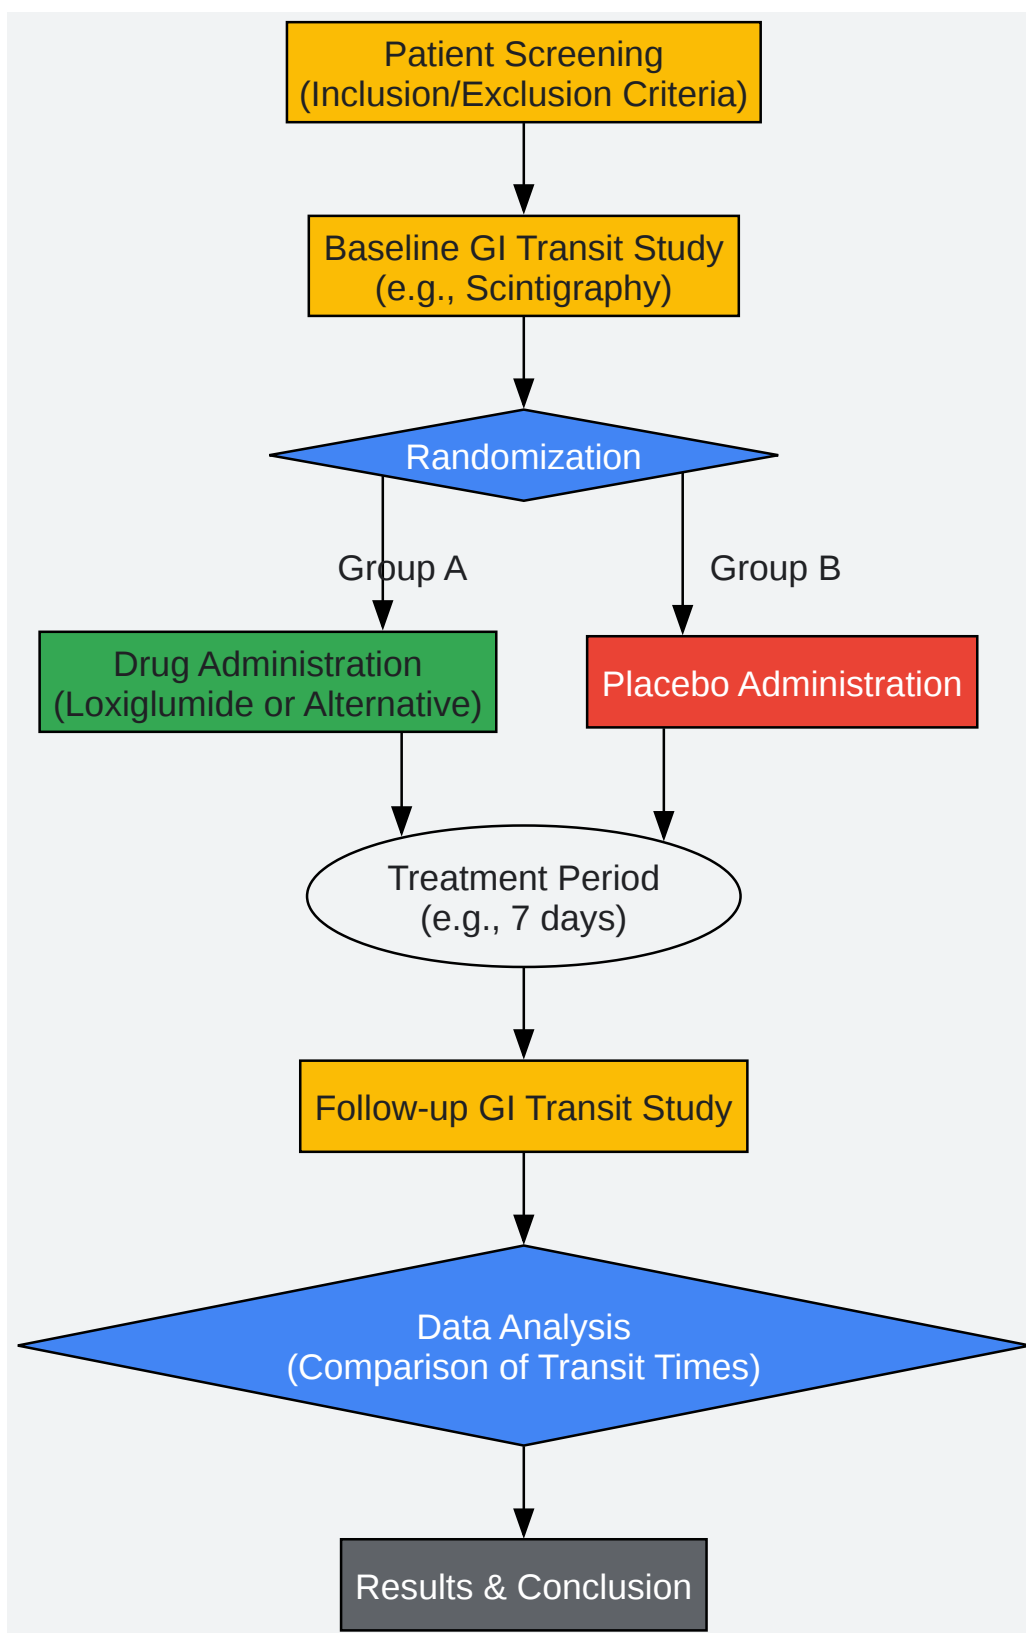 Patient Screening
(Inclusion/Exclusion Criteria)
Baseline GI Transit Study
(e.g., Scintigraphy)
Randomization
Group A
Group B
Drug Administration
(Loxiglumide or Alternative)
Placebo Administration
Treatment Period
(e.g., 7 days)
Follow-up GI Transit Study
Data Analysis
(Comparison of Transit Times)
Results & Conclusion